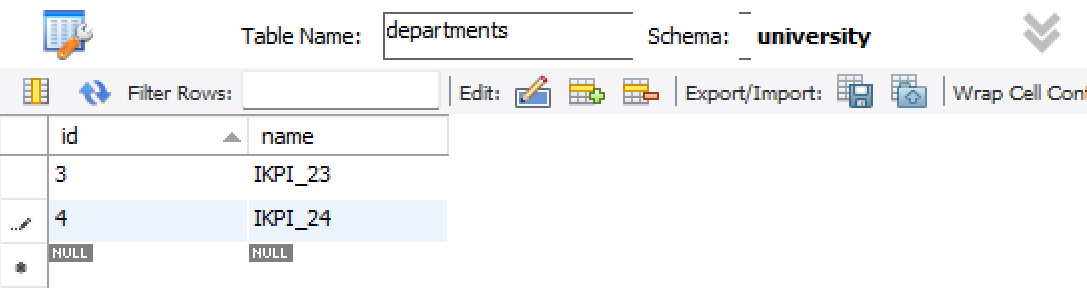 Table Name: departments Schema: university
Filter Rows: Edit: Export/Import: Wrap Cell Cont
id name
3 IKPI_23
4 IKPI_24
NULL NULL